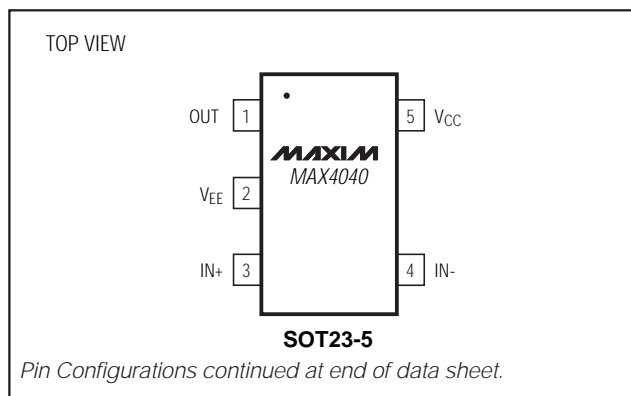 TOP VIEW
OUT 1
5 VCC
MAXIM
MAX4040
VEE 2
IN+ 3
4 IN-
SOT23-5
Pin Configurations continued at end of data sheet.